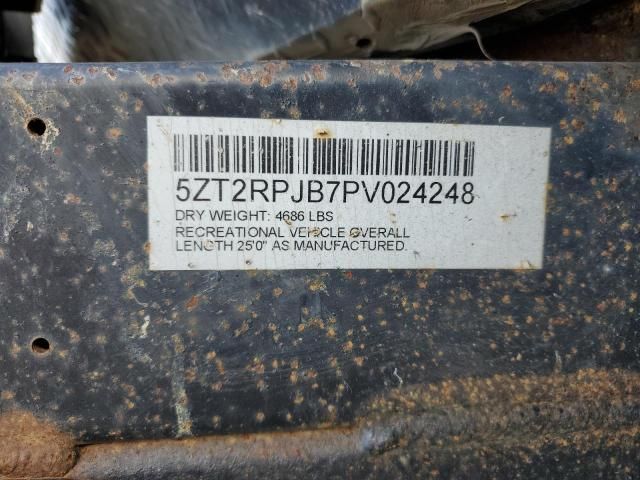 5ZT2RPJB7PV024248
DRY WEIGHT: 4686 LBS
RECREATIONAL VEHICLE OVERALL
LENGTH 25'0" AS MANUFACTURED.